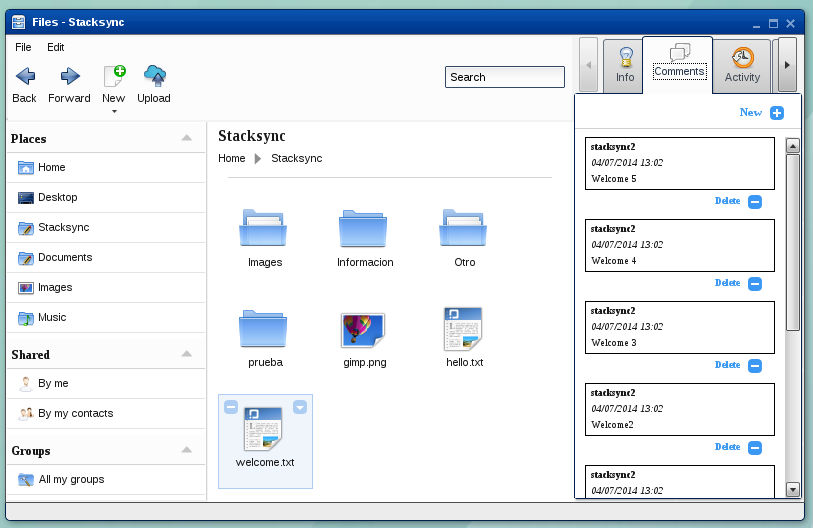 Files - Stacksync
File Edit
Back Forward New Upload
Search
Info Comments Activity
New
Places
Home
Desktop
Stacksync
Documents
Images
Music
Shared
By me
By my contacts
Groups
All my groups
Stacksync
Home Stacksync
Images Informacion Otro
prueba gimp.png hello.txt
welcome.txt
stacksync2
04/07/2014 13:02
Welcome 5
Delete
stacksync2
04/07/2014 13:02
Welcome 4
Delete
stacksync2
04/07/2014 13:02
Welcome 3
Delete
stacksync2
04/07/2014 13:02
Welcome2
Delete
stacksync2
04/07/2014 13:02